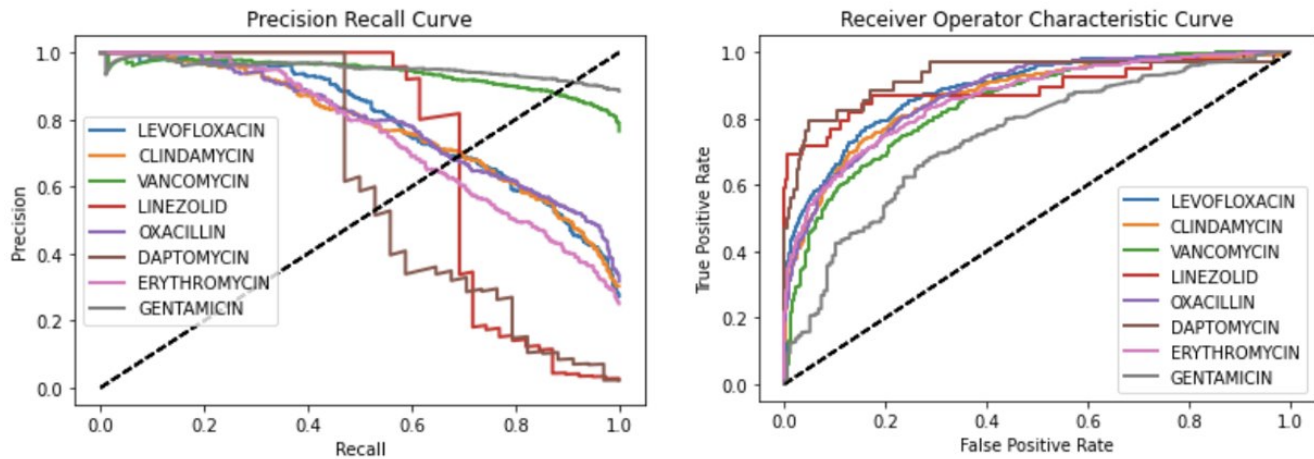 Precision Recall Curve
1.0
0.8
0.6
0.4
0.2
0.0
Precision
LEVOFLOXACIN
CLINDAMYCIN
VANCOMYCIN
LINEZOLID
OXACILLIN
DAPTOMYCIN
ERYTHROMYCIN
GENTAMICIN
0.0 0.2 0.4 0.6 0.8 1.0
Recall
Receiver Operator Characteristic Curve
1.0
0.8
0.6
0.4
0.2
0.0
True Positive Rate
LEVOFLOXACIN
CLINDAMYCIN
VANCOMYCIN
LINEZOLID
OXACILLIN
DAPTOMYCIN
ERYTHROMYCIN
GENTAMICIN
0.0 0.2 0.4 0.6 0.8 1.0
False Positive Rate